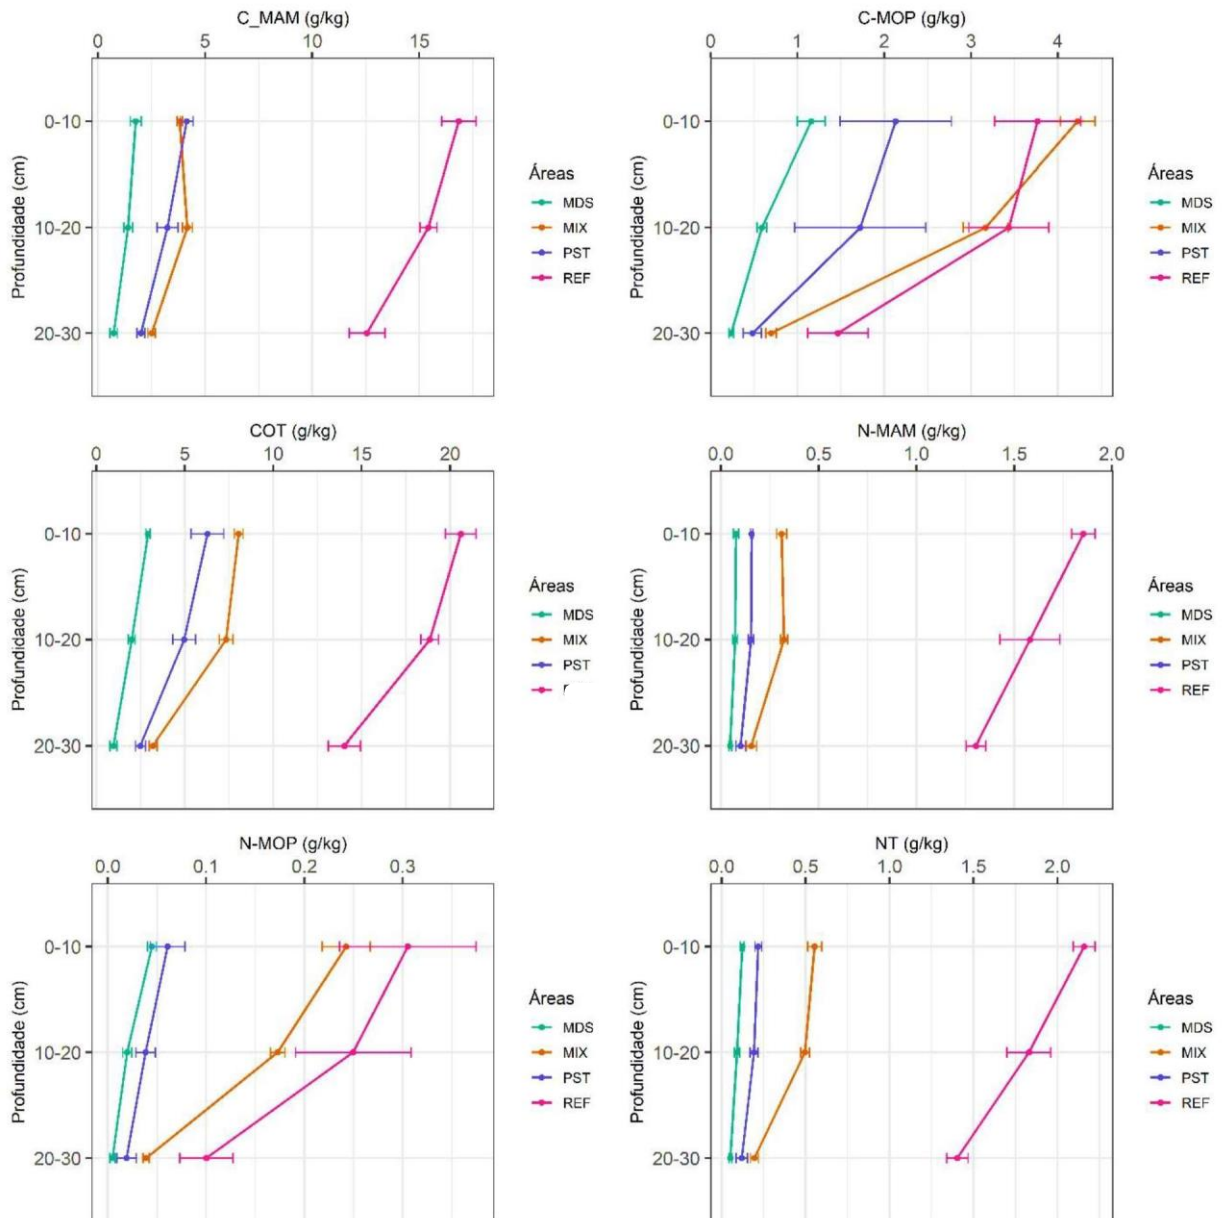 C_MAM (g/kg)
0 5 10 15
Profundidade (cm)
0-10
10-20
20-30
Áreas
MDS
MIX
PST
REF
C-MOP (g/kg)
0 1 2 3 4
Profundidade (cm)
0-10
10-20
20-30
Áreas
MDS
MIX
PST
REF
COT (g/kg)
0 5 10 15 20
Profundidade (cm)
0-10
10-20
20-30
Áreas
MDS
MIX
PST
N-MAM (g/kg)
0.0 0.5 1.0 1.5 2.0
Profundidade (cm)
0-10
10-20
20-30
Áreas
MDS
MIX
PST
REF
N-MOP (g/kg)
0.0 0.1 0.2 0.3
Profundidade (cm)
0-10
10-20
20-30
Áreas
MDS
MIX
PST
REF
NT (g/kg)
0.0 0.5 1.0 1.5 2.0
Profundidade (cm)
0-10
10-20
20-30
Áreas
MDS
MIX
PST
REF